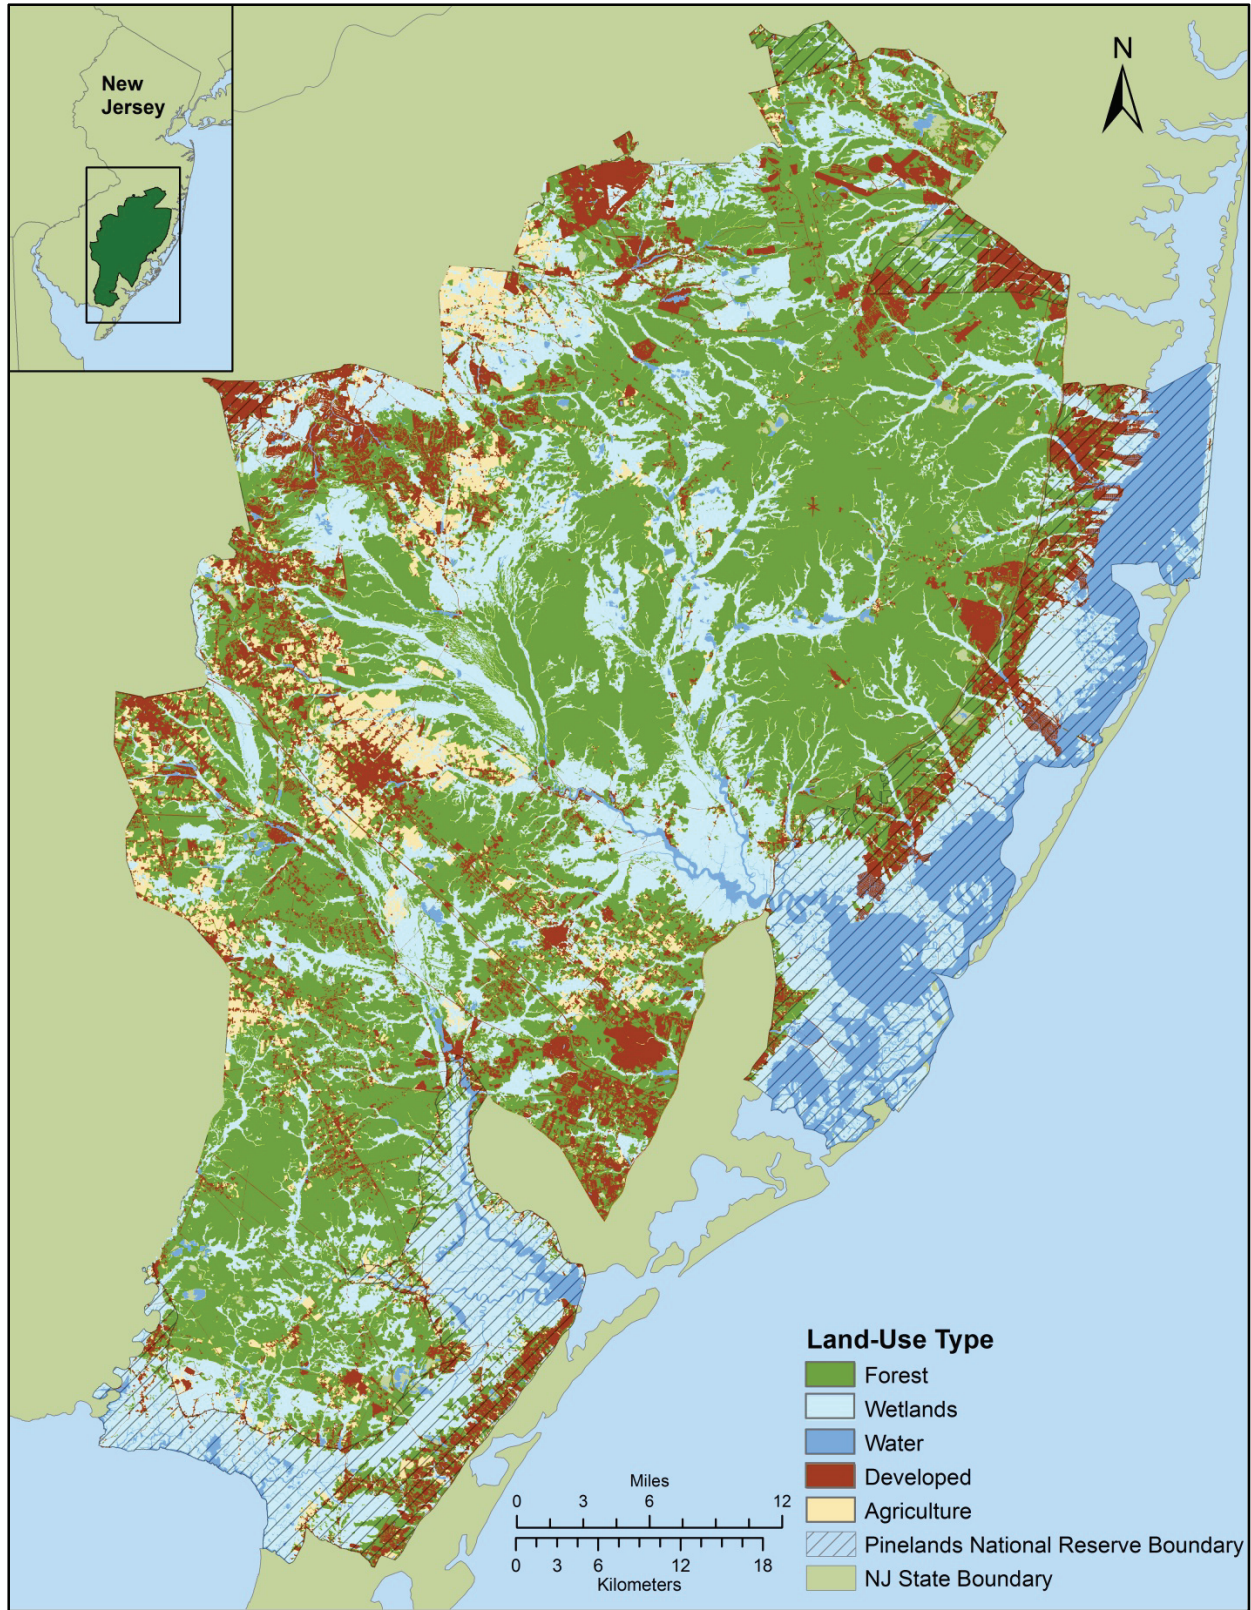 New
Jersey
N
Land-Use Type
Forest
Wetlands
Water
Developed
Agriculture
Pinelands National Reserve Boundary
NJ State Boundary
Miles
0 3 6 12
0 3 6 12 18
Kilometers